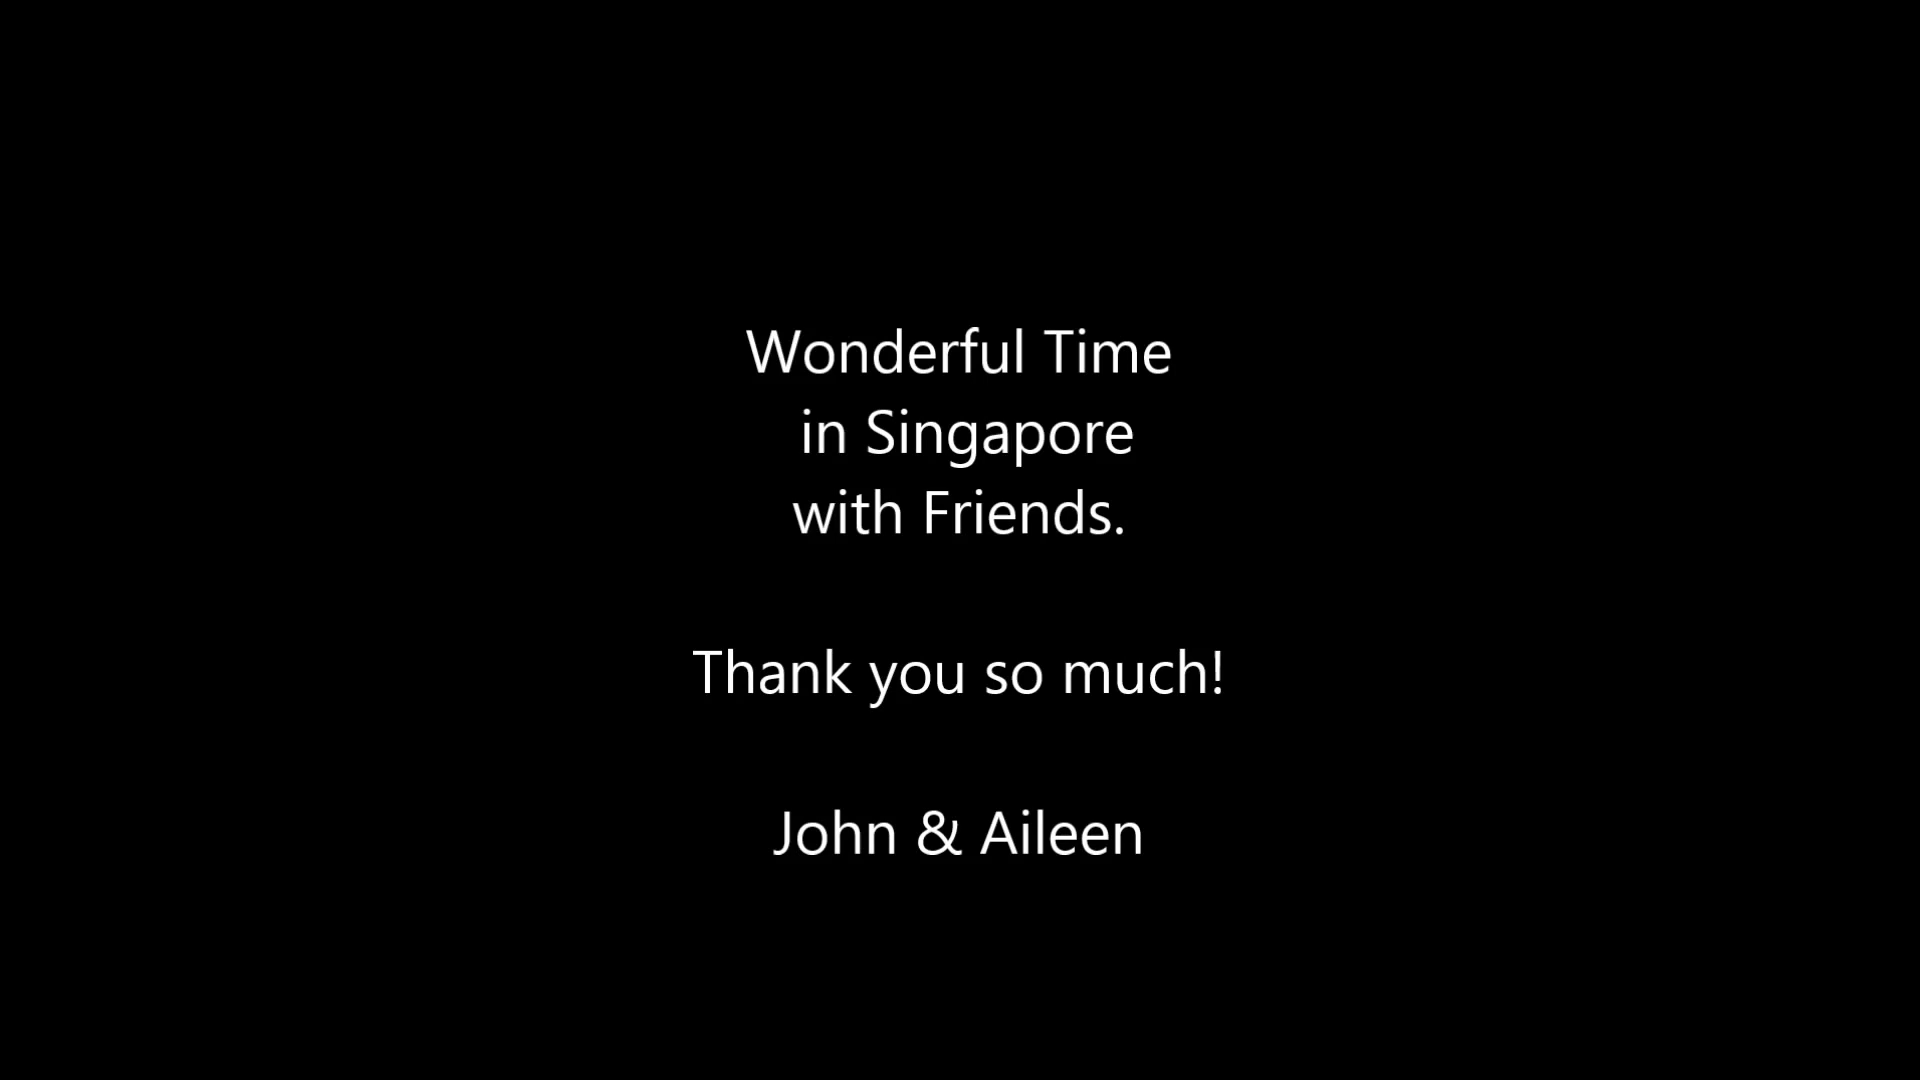 Wonderful Time
in Singapore
with Friends.
Thank you so much!
John & Aileen